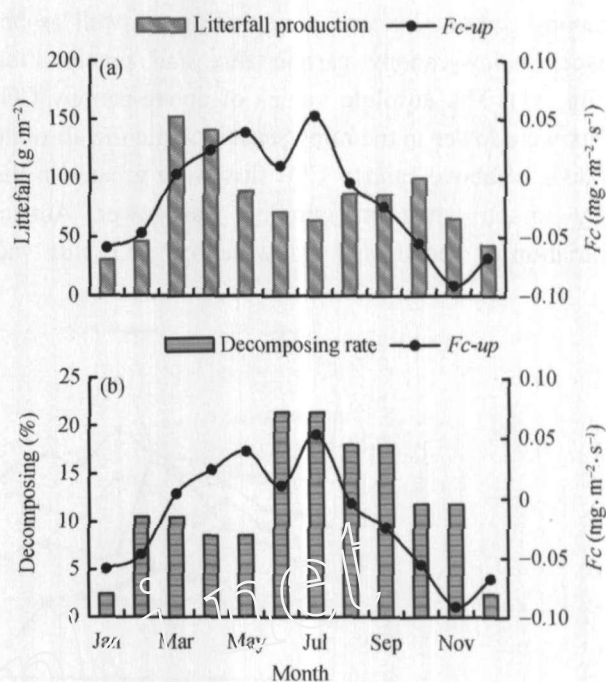 Litterfall production Fc-up
(a)
200
150
100
50
0
Littefall (g·m⁻²)
0.10
0.05
0
−0.05
−0.10
Fc (mg·m⁻²·s⁻¹)
Decomposing rate Fc-up
(b)
25
20
15
10
5
0
Decomposing (%)
0.10
0.05
0
−0.05
−0.10
Fc (mg·m⁻²·s⁻¹)
Jan Mar May Jul Sep Nov
Month